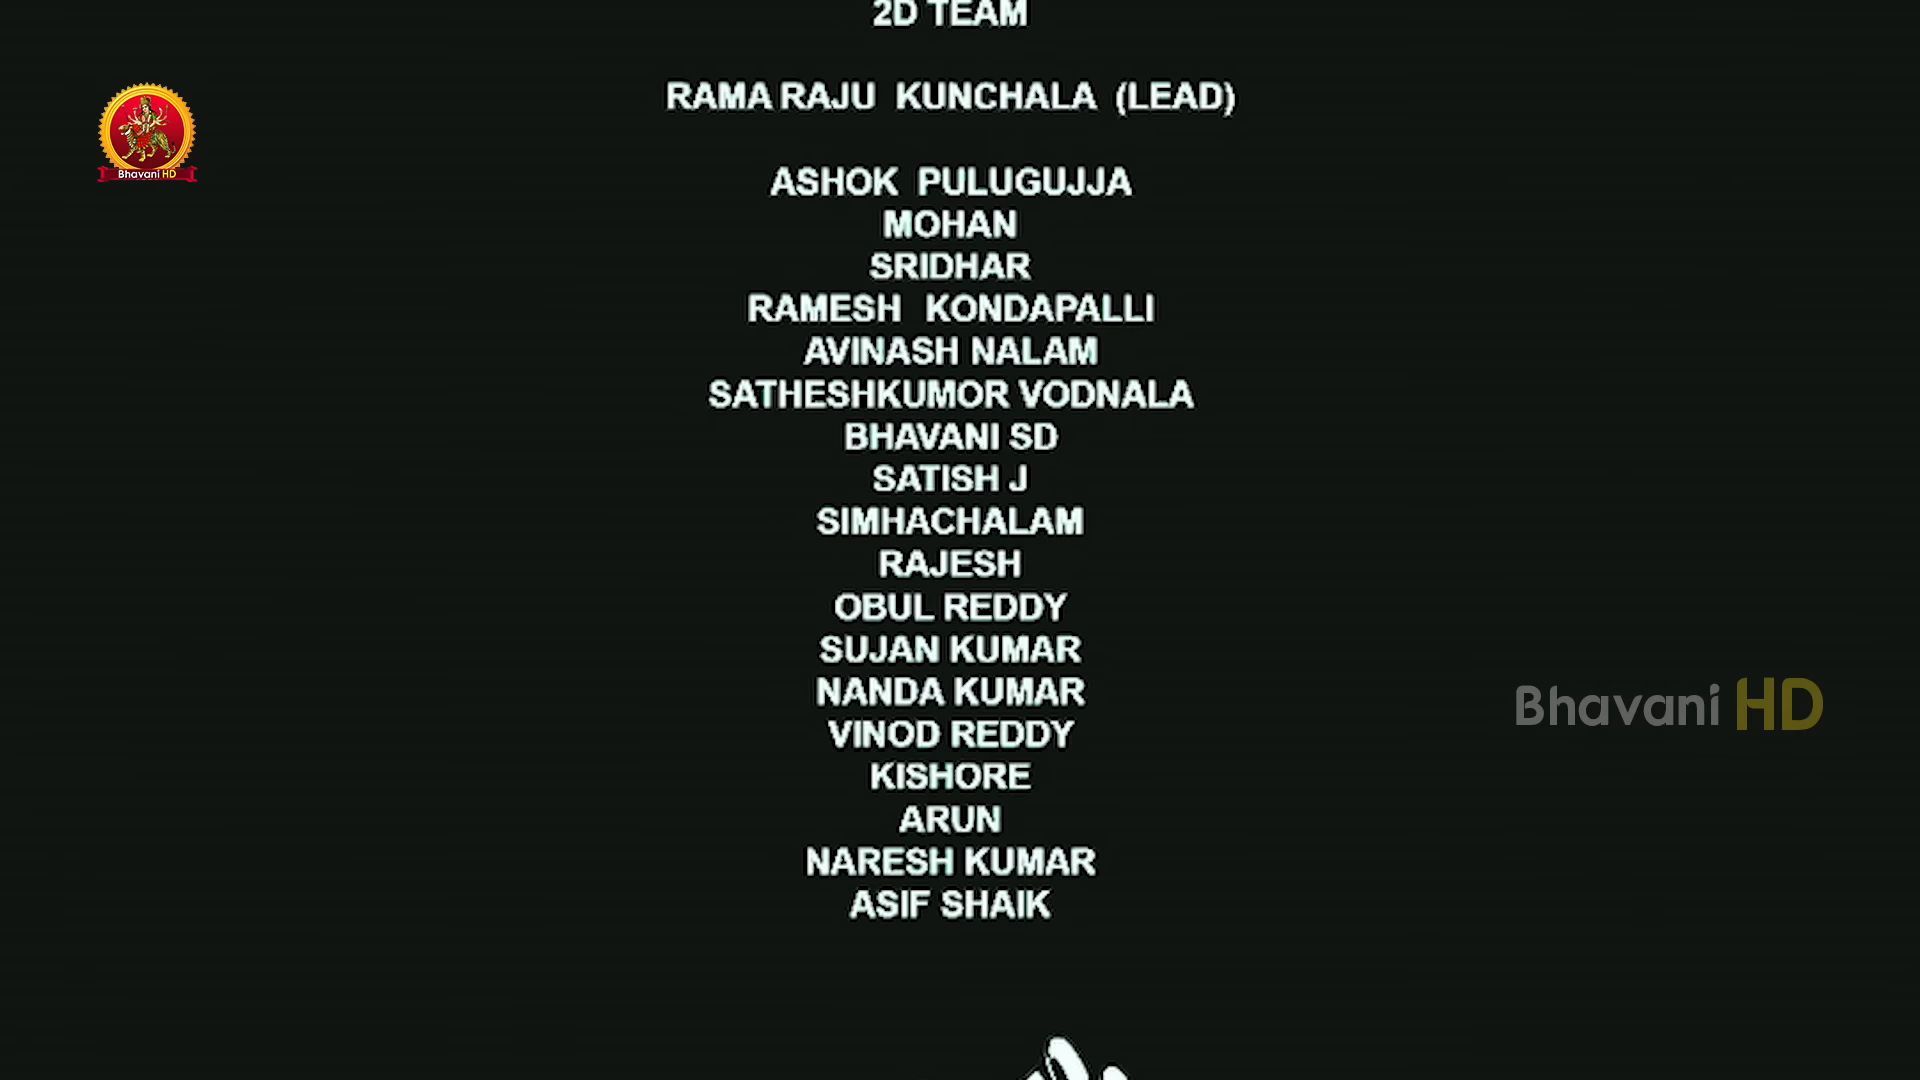 2D TEAM
RAMA RAJU KUNCHALA (LEAD)
Bhavani HD
ASHOK PULUGUJJA
MOHAN
SRIDHAR
RAMESH KONDAPALLI
AVINASH NALAM
SATHESHKUMOR VODNALA
BHAVANI SD
SATISH J
SIMHACHALAM
RAJESH
OBUL REDDY
SUJAN KUMAR
NANDA KUMAR
Bhavani HD
VINOD REDDY
KISHORE
ARUN
NARESH KUMAR
ASIF SHAIK